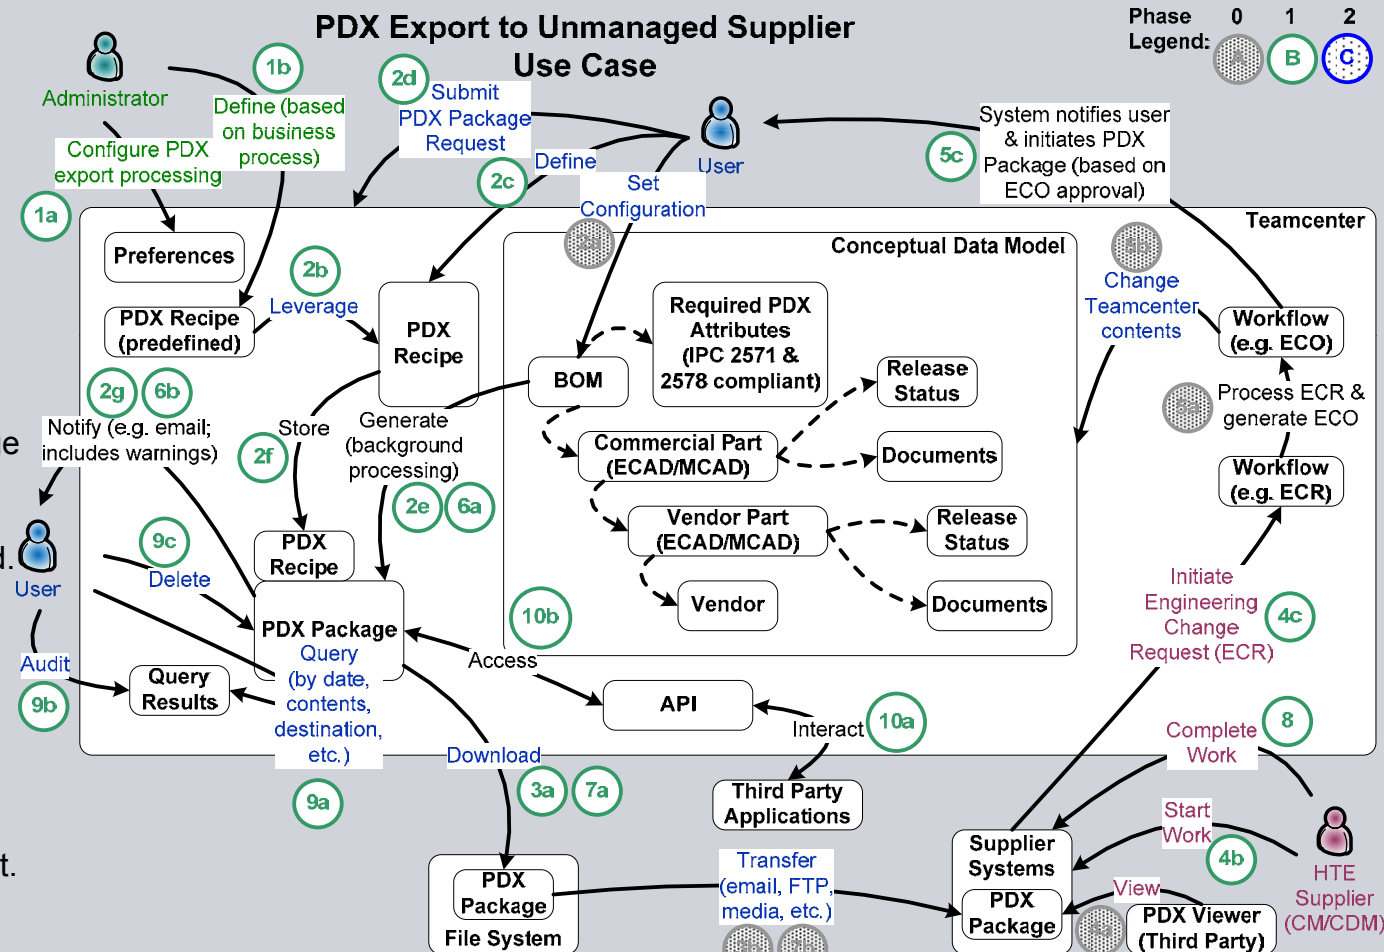 PDX Export to Unmanaged Supplier
Use Case
Phase 0 1 2
Legend: A B C
Administrator
1b
Define (based
on business
process)
Configure PDX
export processing
1a
2d
Submit
PDX Package
Request
2c
Define
User
Set
Configuration
2a
5c
System notifies user
& initiates PDX
Package (based on
ECO approval)
Teamcenter
Preferences
PDX Recipe
(predefined)
2b
Leverage
PDX
Recipe
Conceptual Data Model
Required PDX
Attributes
(IPC 2571 &
2578 compliant)
BOM
Release
Status
Commercial Part
(ECAD/MCAD)
Documents
Vendor Part
(ECAD/MCAD)
Release
Status
Vendor
Documents
5b
Change
Teamcenter
contents
Workflow
(e.g. ECO)
5a
Process ECR &
generate ECO
Workflow
(e.g. ECR)
2g 6b
Notify (e.g. email;
includes warnings)
ge
Store
2f
Generate
(background
processing)
2e 6a
d.
User
9c
Delete
PDX
Recipe
PDX Package
Query
(by date,
contents,
destination,
etc.)
9a
Audit
9b
Query
Results
10b
Access
API
Interact
10a
Third Party
Applications
Download
3a 7a
Initiate
Engineering
Change
Request (ECR)
4c
Complete
Work
8
Start
Work
4b
HTE
Supplier
(CM/CDM)
t.
PDX
Package
File System
Transfer
(email, FTP,
media, etc.)
Supplier
Systems
PDX
Package
View
PDX Viewer
(Third Party)